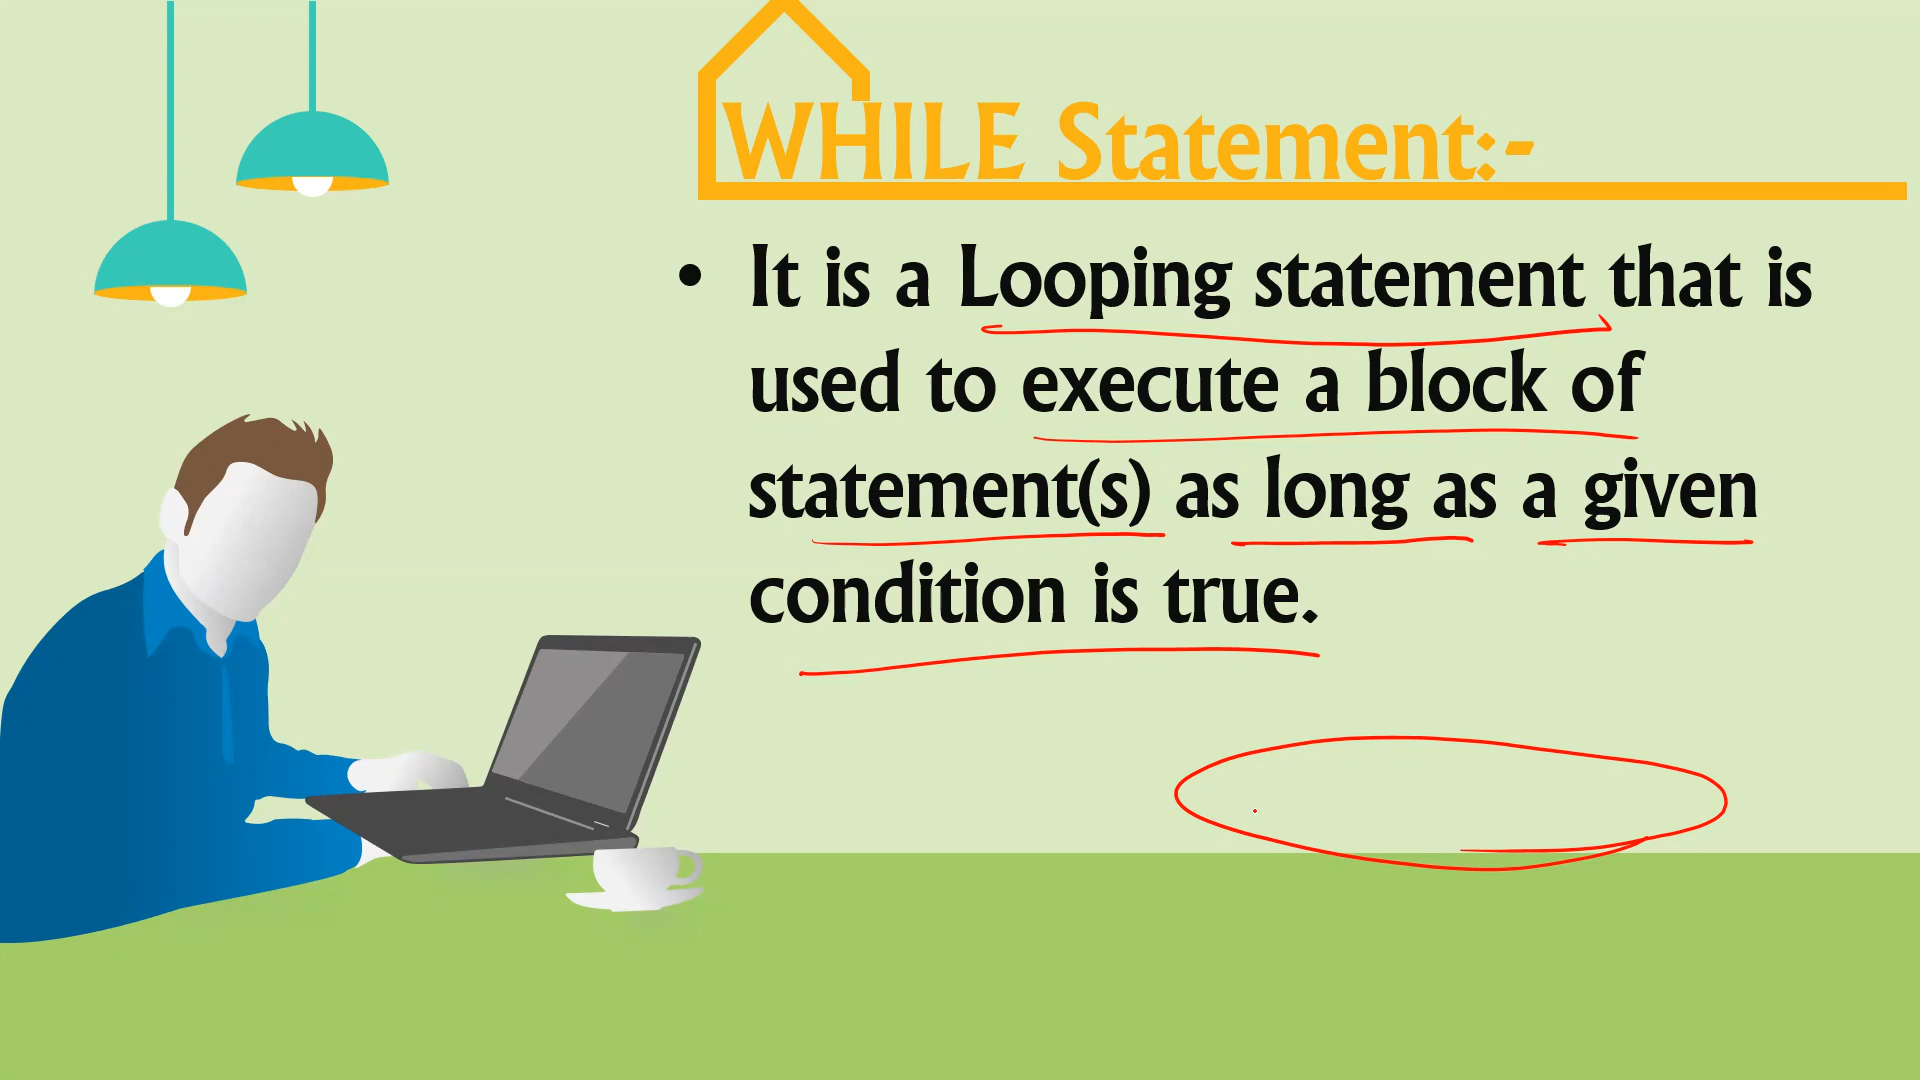 WHILE Statement:-
• It is a Looping statement that is
used to execute a block of
statement(s) as long as a given
condition is true.